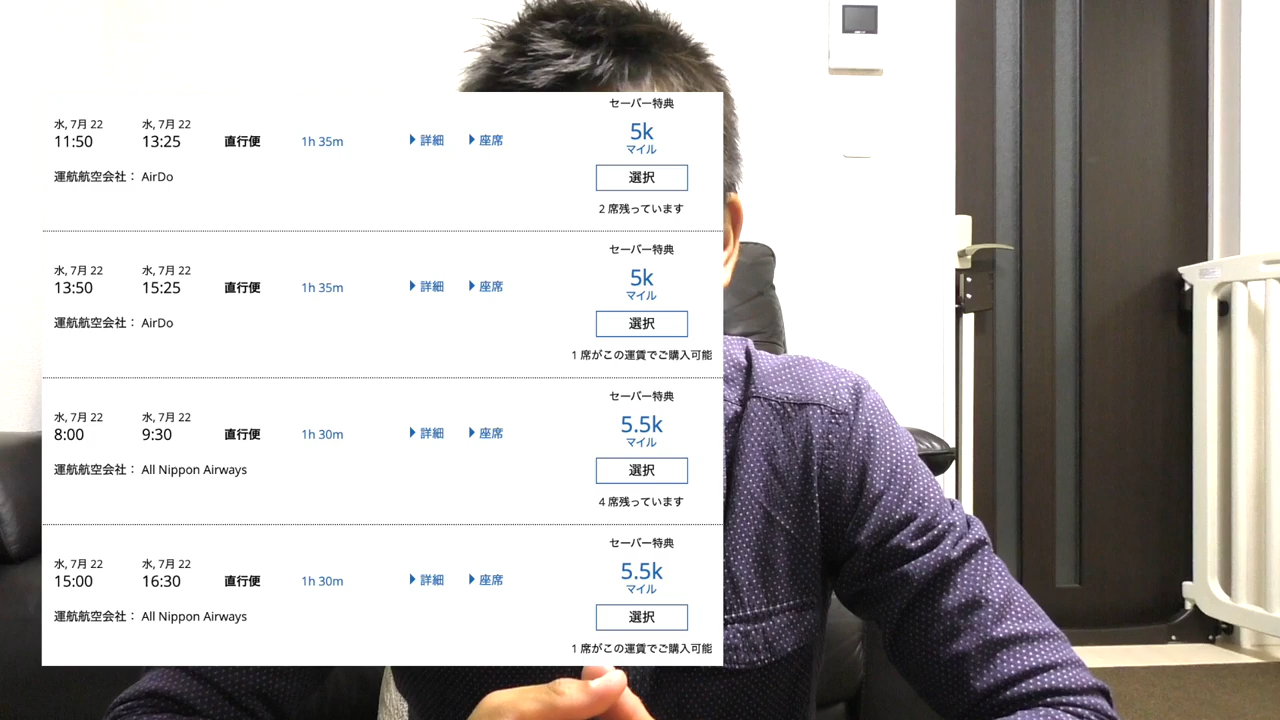 セーバー特典
水, 7月 22 水, 7月 22
11:50 13:25 直行便 1h 35m 詳細 座席 5k
マイル
運航航空会社： AirDo 選択
2 席残っています
セーバー特典
水, 7月 22 水, 7月 22
13:50 15:25 直行便 1h 35m 詳細 座席 5k
マイル
運航航空会社： AirDo 選択
1 席がこの運賃でご購入可能
セーバー特典
水, 7月 22 水, 7月 22
8:00 9:30 直行便 1h 30m 詳細 座席 5.5k
マイル
運航航空会社： All Nippon Airways 選択
4 席残っています
セーバー特典
水, 7月 22 水, 7月 22
15:00 16:30 直行便 1h 30m 詳細 座席 5.5k
マイル
運航航空会社： All Nippon Airways 選択
1 席がこの運賃でご購入可能